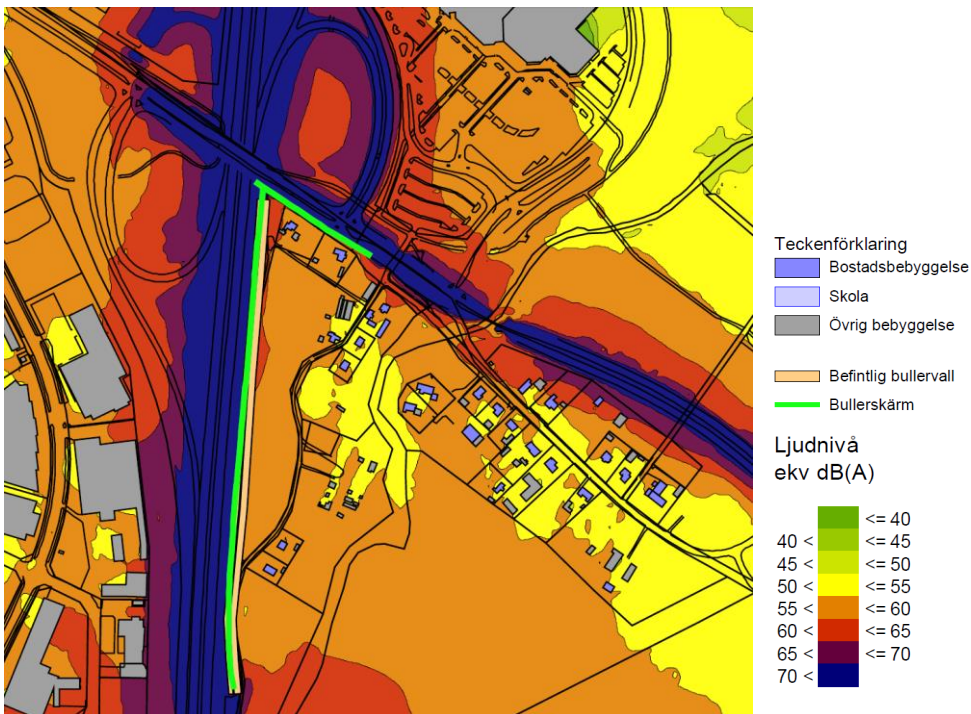 Teckenförklaring
Bostadsbebyggelse
Skola
Övrig bebyggelse
Befintlig bullervall
Bullerskärm
Ljudnivå
ekv dB(A)
<= 40
40 < <= 45
45 < <= 50
50 < <= 55
55 < <= 60
60 < <= 65
65 < <= 70
70 <